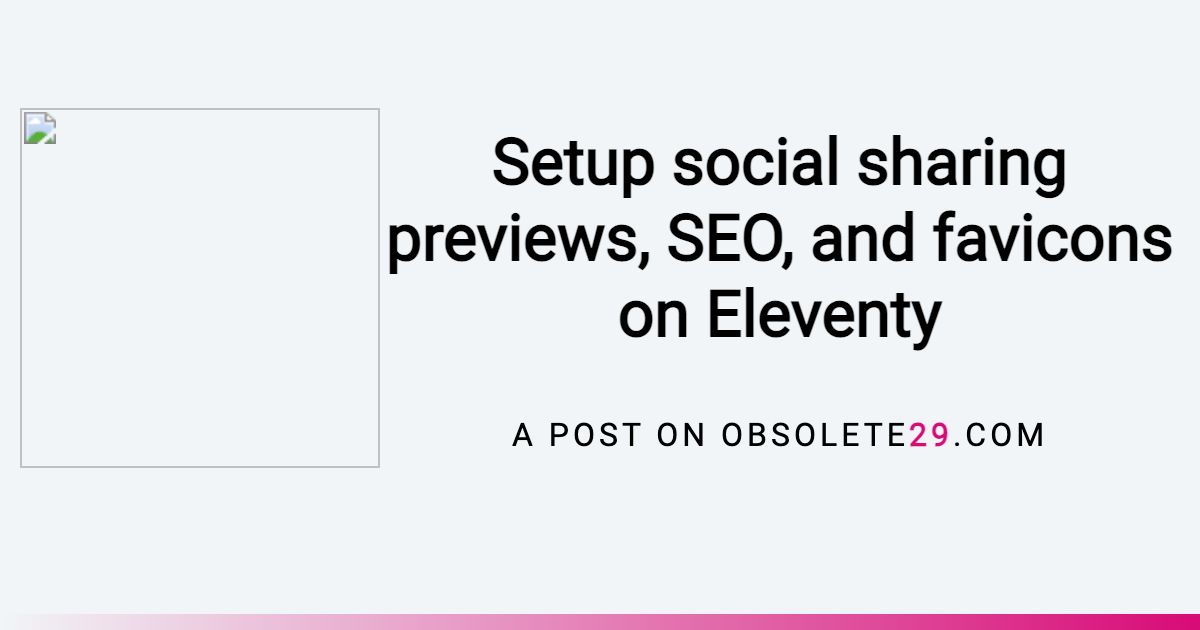 Setup social sharing
previews, SEO, and favicons
on Eleventy
A POST ON OBSOLETE29.COM